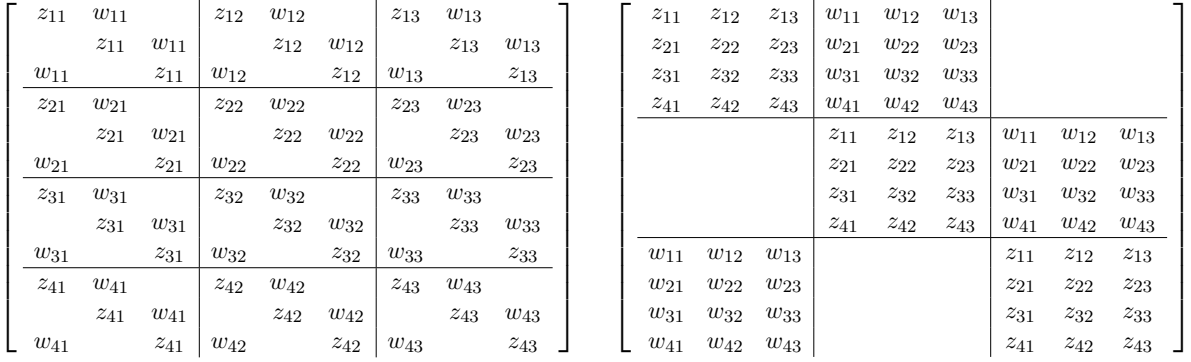 z11 w11 z12 w12 z13 w13 z11 z12 z13 w11 w12 w13
z11 w11 z12 w12 z13 w13 z21 z22 z23 w21 w22 w23
w11 z11 w12 z12 w13 z13 z31 z32 z33 w31 w32 w33
z21 w21 z22 w22 z23 w23 z41 z42 z43 w41 w42 w43
z21 w21 z22 w22 z23 w23 z11 z12 z13 w11 w12 w13
w21 z21 w22 z22 w23 z23 z21 z22 z23 w21 w22 w23
z31 w31 z32 w32 z33 w33 z31 z32 z33 w31 w32 w33
z31 w31 z32 w32 z33 w33 z41 z42 z43 w41 w42 w43
w31 z31 w32 z32 w33 z33 w11 w12 w13 z11 z12 z13
z41 w41 z42 w42 z43 w43 w21 w22 w23 z21 z22 z23
z41 w41 z42 w42 z43 w43 w31 w32 w33 z31 z32 z33
w41 z41 w42 z42 w43 z43 w41 w42 w43 z41 z42 z43